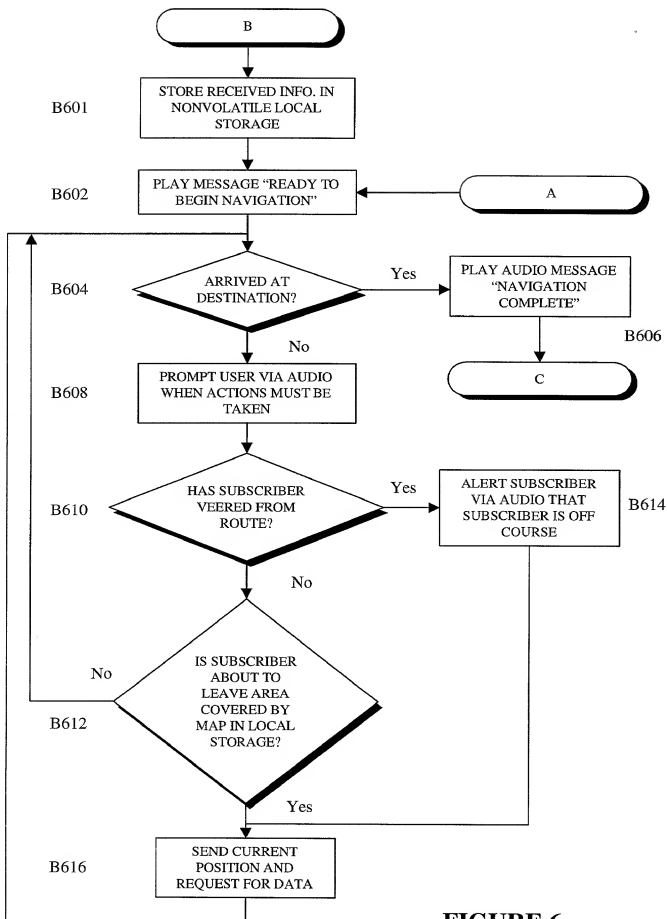 B
B601
STORE RECEIVED INFO. IN
NONVOLATILE LOCAL
STORAGE
B602
PLAY MESSAGE “READY TO
BEGIN NAVIGATION”
A
B604
ARRIVED AT
DESTINATION?
Yes
PLAY AUDIO MESSAGE
“NAVIGATION
COMPLETE”
B606
No
C
B608
PROMPT USER VIA AUDIO
WHEN ACTIONS MUST BE
TAKEN
B610
HAS SUBSCRIBER
VEERED FROM
ROUTE?
Yes
ALERT SUBSCRIBER
VIA AUDIO THAT
SUBSCRIBER IS OFF
COURSE
B614
No
No
B612
IS SUBSCRIBER
ABOUT TO
LEAVE AREA
COVERED BY
MAP IN LOCAL
STORAGE?
Yes
B616
SEND CURRENT
POSITION AND
REQUEST FOR DATA
FIGURE 6